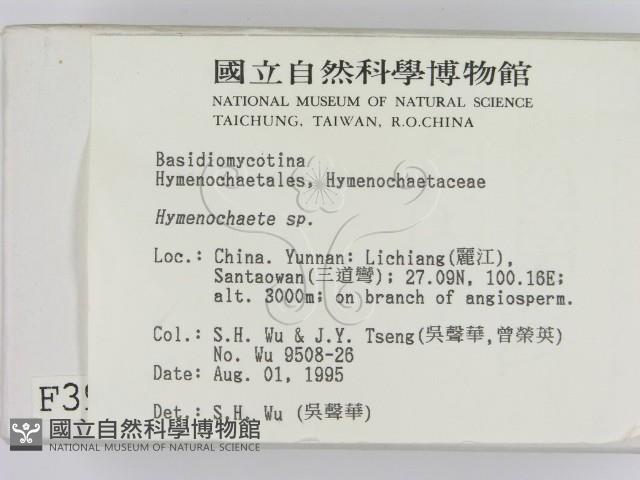 國立自然科學博物館
NATIONAL MUSEUM OF NATURAL SCIENCE
TAICHUNG, TAIWAN, R.O.CHINA
Basidiomycotina
Hymenochaetales, Hymenochaetaceae
Hymenochaete sp.
Loc.: China. Yunnan: Lichiang(麗江),
Santaowan(三道彎); 27.09N, 100.16E;
alt. 3000m; on branch of angiosperm.
Col.: S.H. Wu & J.Y. Tseng(吳聲華,曾榮英)
No. Wu 9508-26
Date: Aug. 01, 1995
Det.: S.H. Wu (吳聲華)
國立自然科學博物館
NATIONAL MUSEUM OF NATURAL SCIENCE